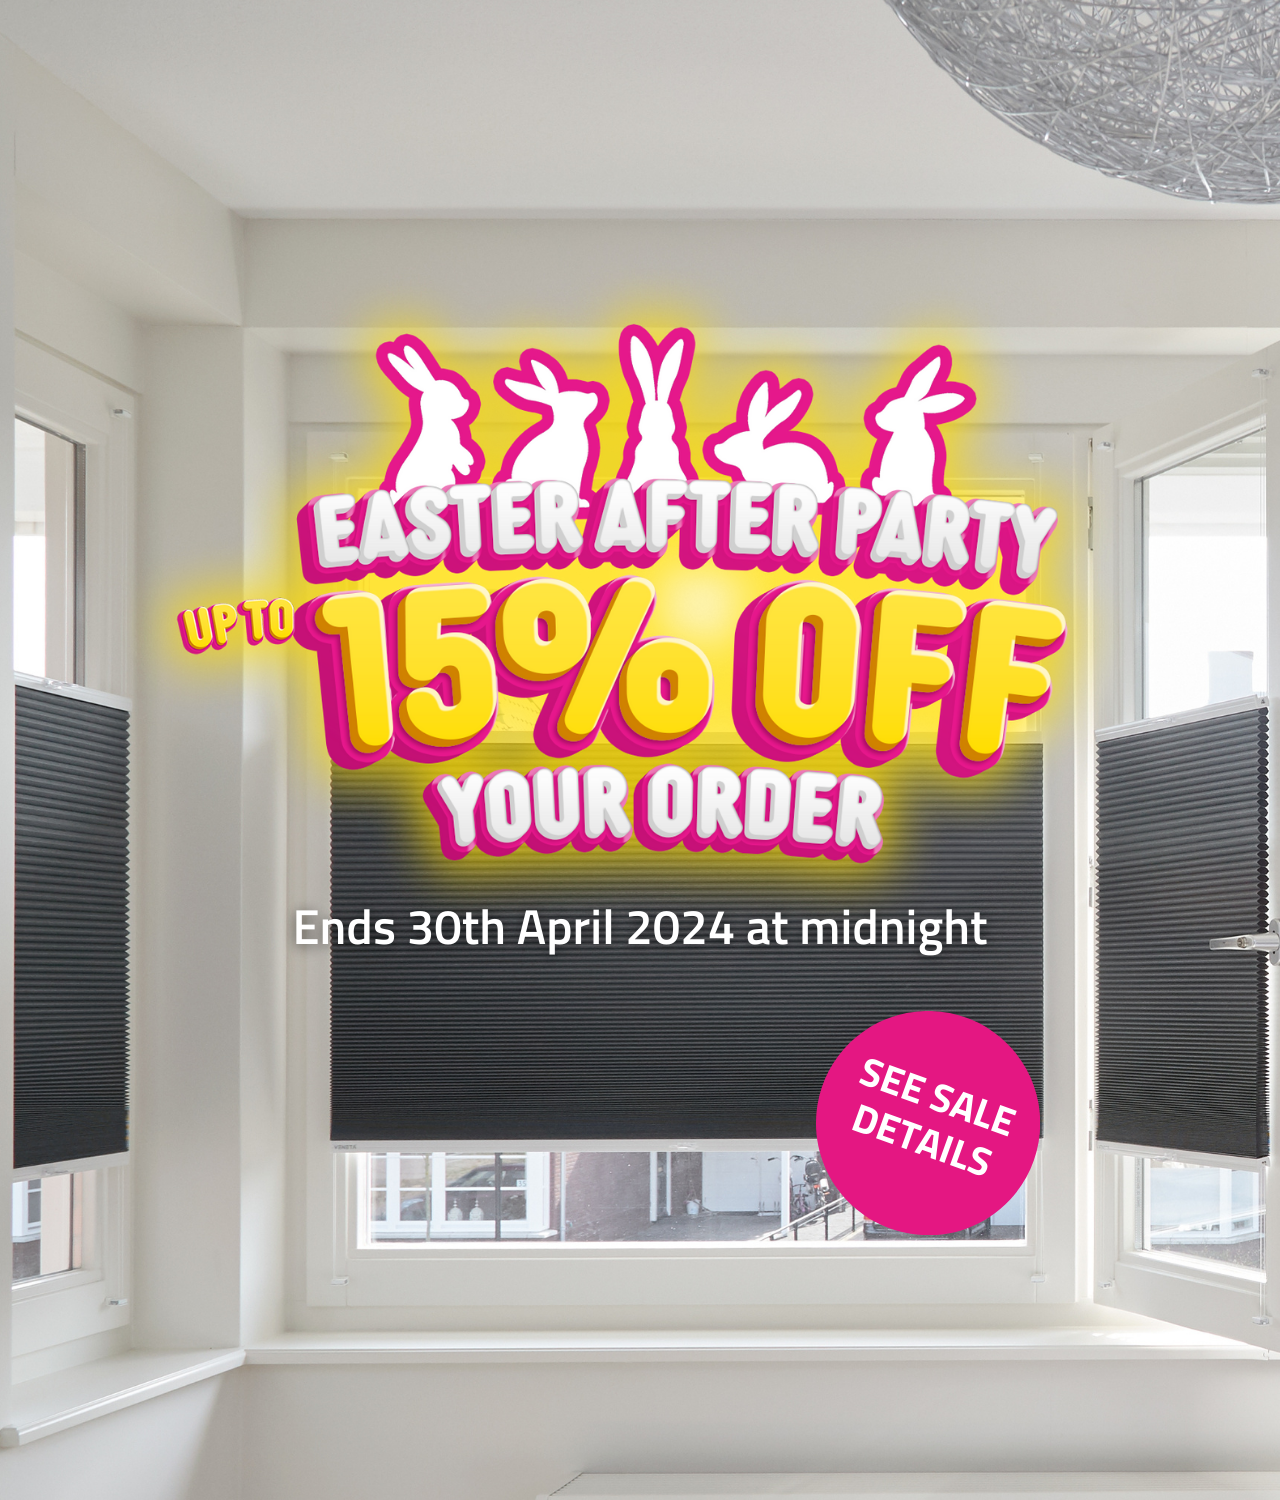 EASTER AFTER PARTY
UP TO 15% OFF
YOUR ORDER
Ends 30th April 2024 at midnight
SEE SALE
DETAILS